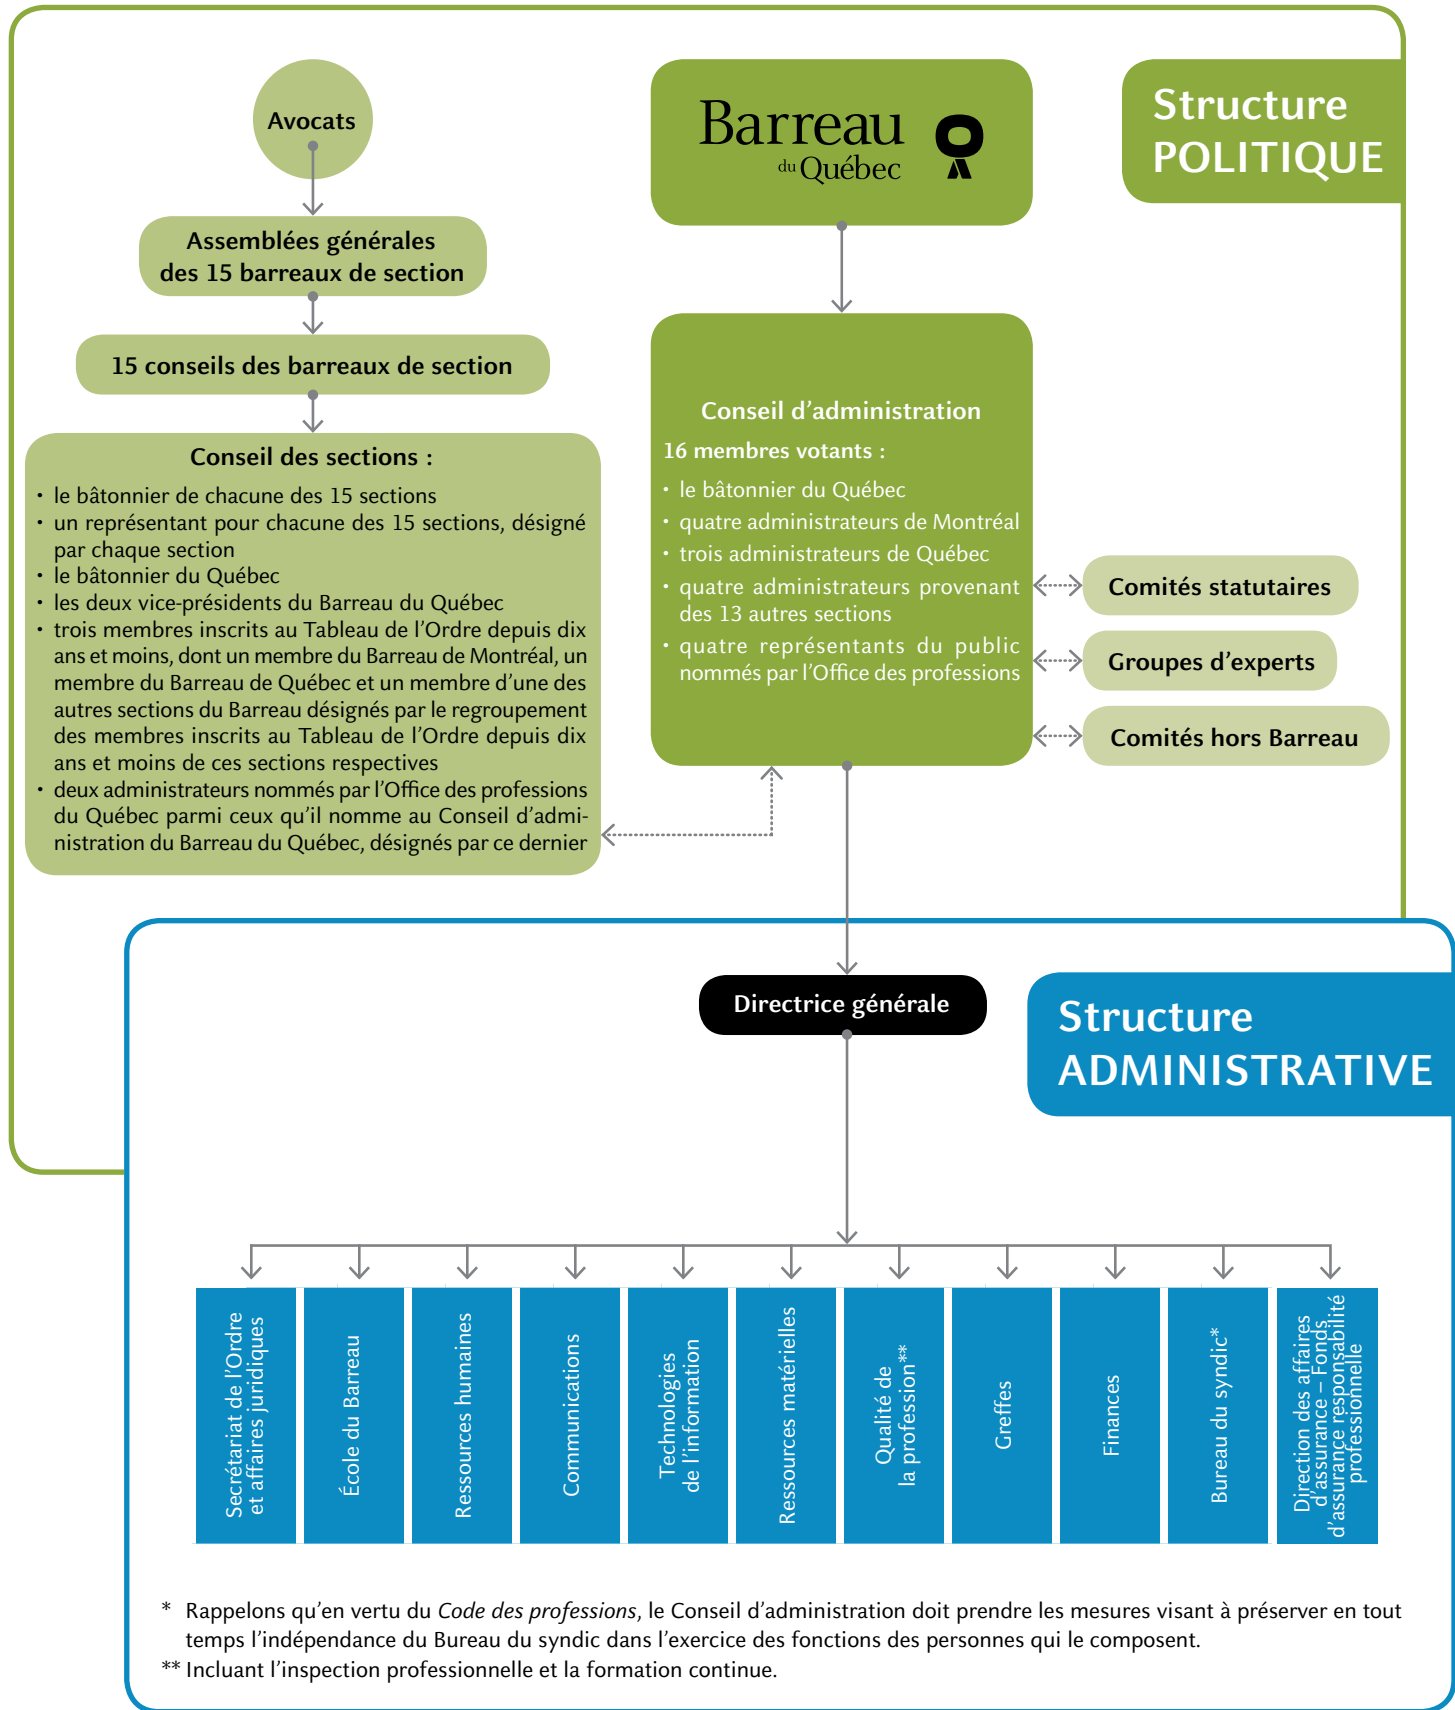 Structure
POLITIQUE
Barreau
du Québec
Avocats
Assemblées générales
des 15 barreaux de section
15 conseils des barreaux de section
Conseil des sections :
• le bâtonnier de chacune des 15 sections
• un représentant pour chacune des 15 sections, désigné
par chaque section
• le bâtonnier du Québec
• les deux vice-présidents du Barreau du Québec
• trois membres inscrits au Tableau de l’Ordre depuis dix
ans et moins, dont un membre du Barreau de Montréal, un
membre du Barreau de Québec et un membre d’une des
autres sections du Barreau désignés par le regroupement
des membres inscrits au Tableau de l’Ordre depuis dix
ans et moins de ces sections respectives
• deux administrateurs nommés par l’Office des professions
du Québec parmi ceux qu’il nomme au Conseil d’admi-
nistration du Barreau du Québec, désignés par ce dernier
Conseil d’administration
16 membres votants :
• le bâtonnier du Québec
• quatre administrateurs de Montréal
• trois administrateurs de Québec
• quatre administrateurs provenant
des 13 autres sections
• quatre représentants du public
nommés par l’Office des professions
Comités statutaires
Groupes d’experts
Comités hors Barreau
Structure
ADMINISTRATIVE
Directrice générale
Secrétariat de l’Ordre
et affaires juridiques
École du Barreau
Ressources humaines
Communications
Technologies
de l’information
Ressources matérielles
Qualité de
la profession**
Greffes
Finances
Bureau du syndic*
Direction des affaires
d’assurance – Fonds
d’assurance responsabilité
professionnelle
* Rappelons qu’en vertu du Code des professions, le Conseil d’administration doit prendre les mesures visant à préserver en tout
temps l’indépendance du Bureau du syndic dans l’exercice des fonctions des personnes qui le composent.
** Incluant l’inspection professionnelle et la formation continue.